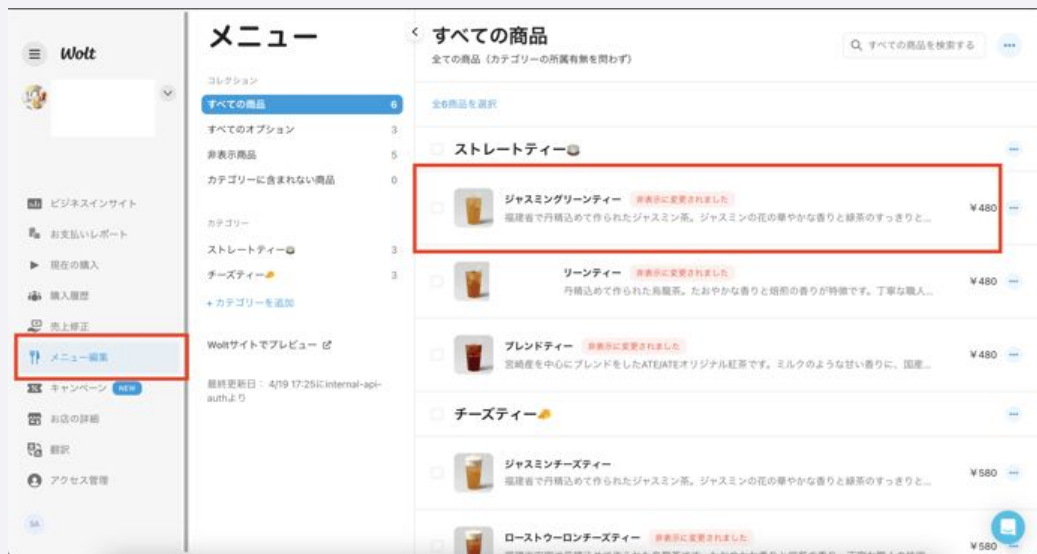 Wolt
ビジネスインサイト
お支払いレポート
現在の購入
購入履歴
売上修正
メニュー編集
キャンペーン NEW
お店の詳細
翻訳
アクセス管理
SA
メニュー
コレクション
すべての商品 6
すべてのオプション 3
非表示商品 5
カテゴリーに含まれない商品 0
カテゴリー
ストレートティー🍵 3
チーズティー🧀 3
+ カテゴリーを追加
Woltサイトでプレビュー
最終更新日： 4/19 17:25にinternal-api-
authより
すべての商品
全ての商品（カテゴリーの所属有無を問わず）
すべての商品を検索する
全6商品を選択
ストレートティー🍵
ジャスミングリーンティー 非表示に変更されました
福建省で丹精込めて作られたジャスミン茶。ジャスミンの花の華やかな香りと緑茶のすっきりと...
¥480
リーンティー 非表示に変更されました
丹精込めて作られた烏龍茶。たおやかな香りと焙煎の香りが特徴です。丁寧な職人...
¥480
ブレンドティー 非表示に変更されました
宮崎産を中心にブレンドをしたATE/ATEオリジナル紅茶です。ミルクのような甘い香りに、国産...
¥480
チーズティー🧀
ジャスミンチーズティー
福建省で丹精込めて作られたジャスミン茶。ジャスミンの花の華やかな香りと緑茶のすっきりと...
¥580
ローストウーロンチーズティー 非表示に変更されました
¥580